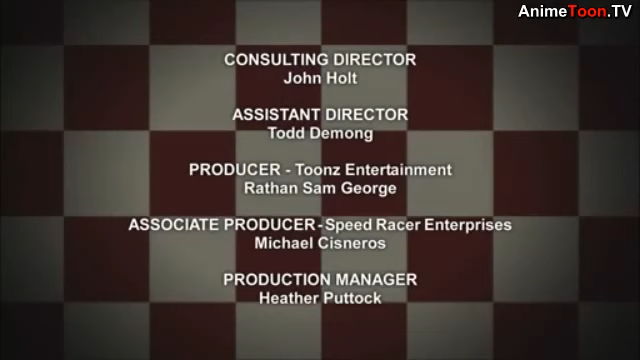 AnimeToon.TV
CONSULTING DIRECTOR
John Holt
ASSISTANT DIRECTOR
Todd Demong
PRODUCER - Toonz Entertainment
Rathan Sam George
ASSOCIATE PRODUCER - Speed Racer Enterprises
Michael Cisneros
PRODUCTION MANAGER
Heather Puttock